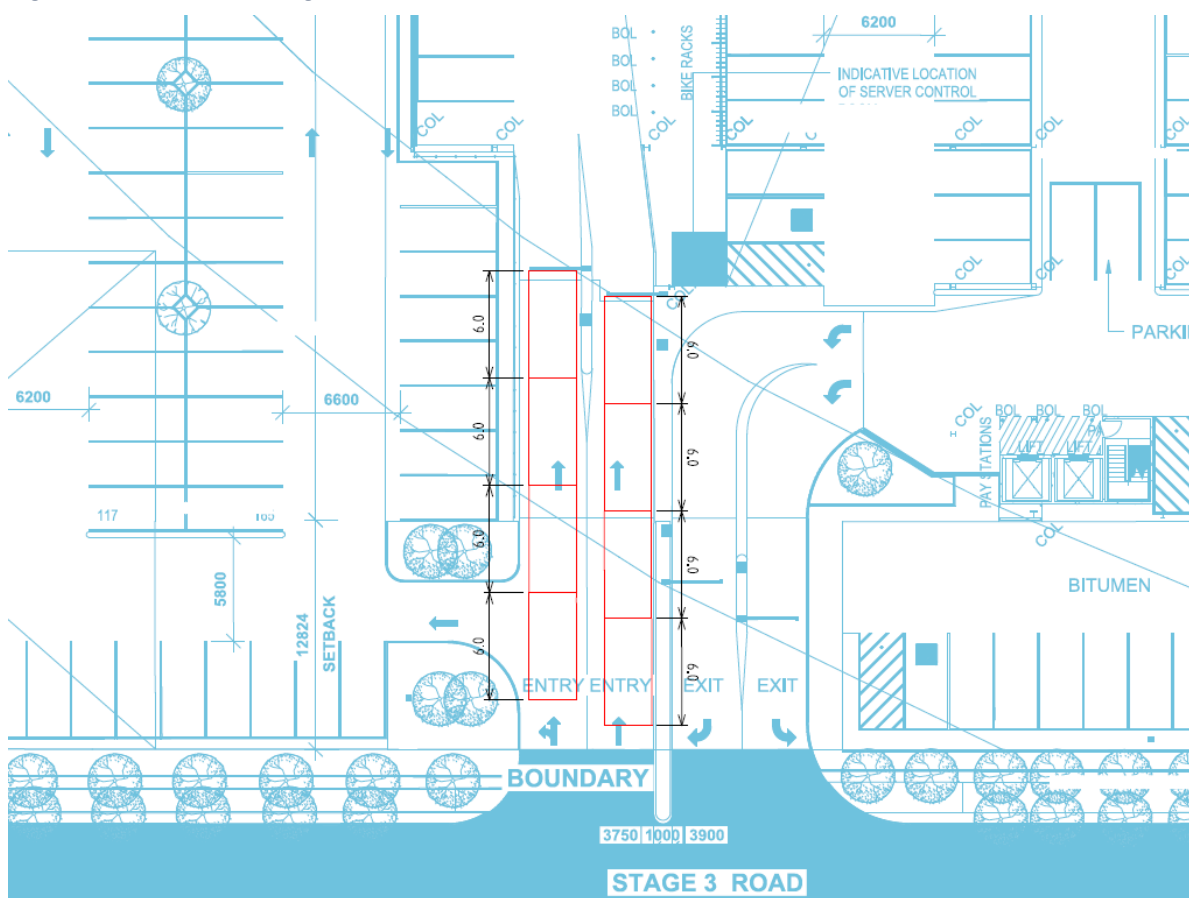 6200
BOL
BOL
BOL
BOL
BIKE RACKS
INDICATIVE LOCATION
OF SERVER CONTROL
COL
COL
COL
COL
COL
COL
COL
COL
COL
COL
PARKI
6200
6600
6.0
6.0
6.0
6.0
6.0
6.0
6.0
6.0
COL
BOL
BOL
BOL
PAY STATIONS
LIFT
LIFT
COL
117
5800
12824
SETBACK
BITUMEN
ENTRY
ENTRY
EXIT
EXIT
BOUNDARY
3750
1000
3900
STAGE 3 ROAD